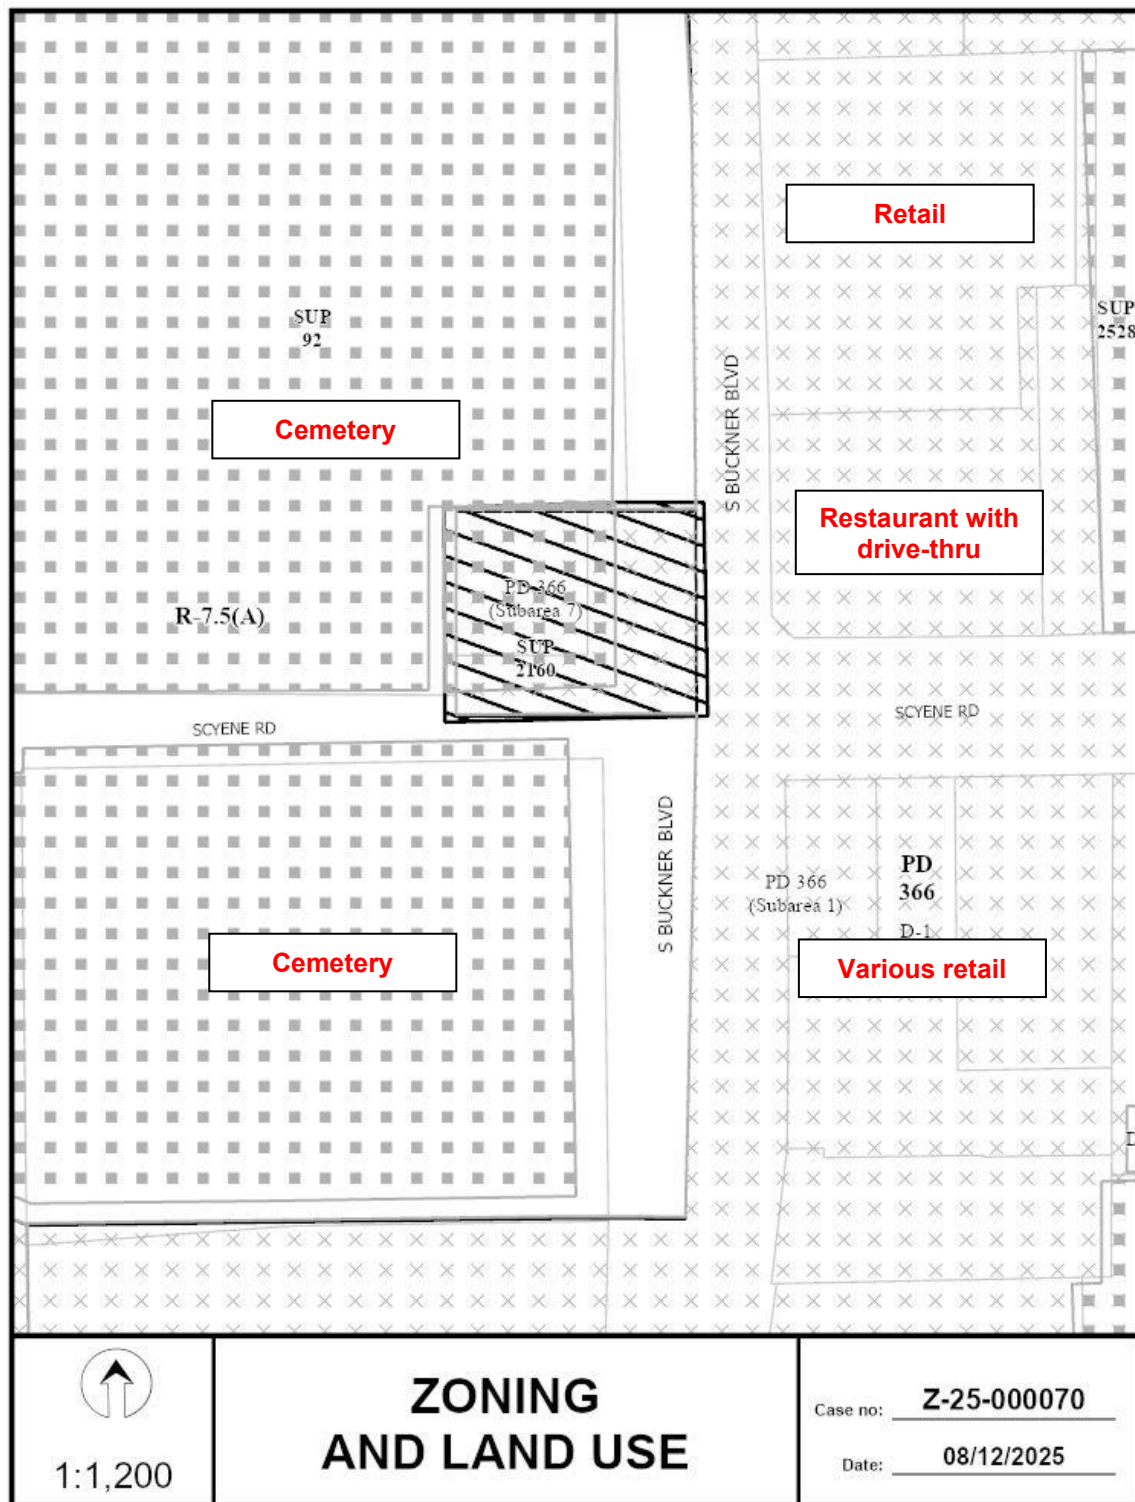 Retail
SUP
92
SUP
2528
Cemetery
S BUCKNER BLVD
Restaurant with
drive-thru
PD 366
(Subarea 7)
R-7.5(A)
SUP
2160
SCYENE RD
SCYENE RD
S BUCKNER BLVD
PD
366
PD 366
(Subarea 1)
D-1
Cemetery
Various retail
D
ZONING
AND LAND USE
1:1,200
Case no: Z-25-000070
Date: 08/12/2025